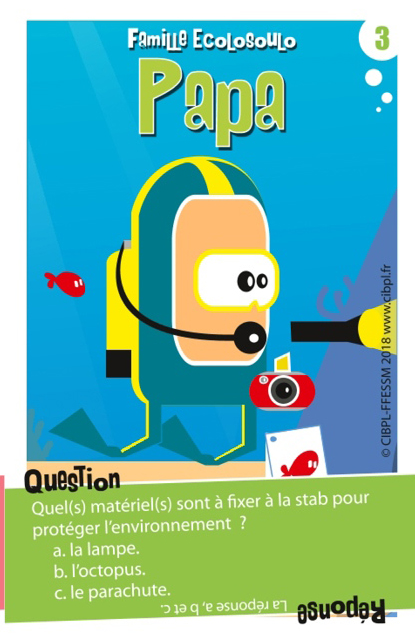 Famille Ecolosoulo
3
Papa
© CIBPL-FFESSM 2018 www.cibpl.fr
Question
Quel(s) matériel(s) sont à fixer à la stab pour
protéger l'environnement ?
a. la lampe.
b. l'octopus.
c. le parachute.
Réponse
La réponse a, b et c.